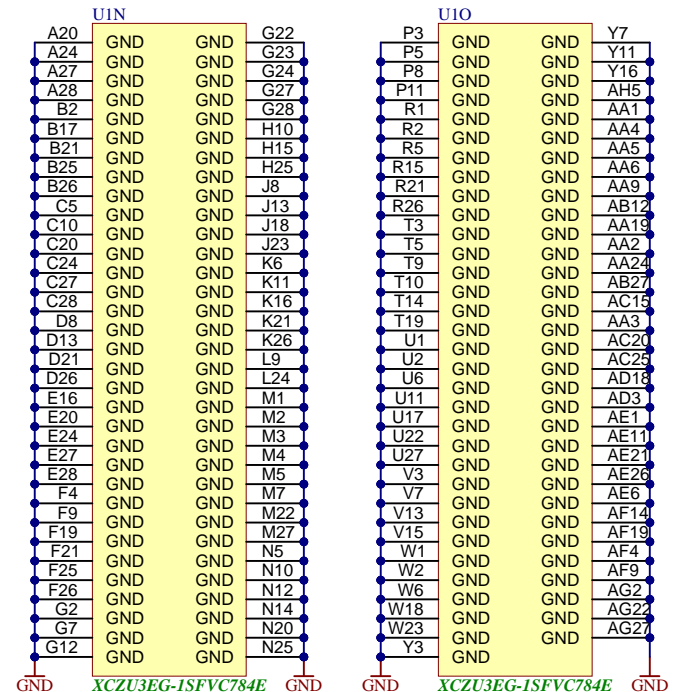 U1N
A20 GND GND G22
A24 GND GND G23
A27 GND GND G24
A28 GND GND G27
B2 GND GND G28
B17 GND GND H10
B21 GND GND H15
B25 GND GND H25
B26 GND GND J8
C5 GND GND J13
C10 GND GND J18
C20 GND GND J23
C24 GND GND K6
C27 GND GND K11
C28 GND GND K16
D8 GND GND K21
D13 GND GND K26
D21 GND GND L9
D26 GND GND L24
E16 GND GND M1
E20 GND GND M2
E24 GND GND M3
E27 GND GND M4
E28 GND GND M5
F4 GND GND M7
F9 GND GND M22
F19 GND GND M27
F21 GND GND N5
F25 GND GND N10
F26 GND GND N12
G2 GND GND N14
G7 GND GND N20
G12 GND GND N25
GND XCZU3EG-1SFVC784E GND
U1O
P3 GND GND Y7
P5 GND GND Y11
P8 GND GND Y16
P11 GND GND AH5
R1 GND GND AA1
R2 GND GND AA4
R5 GND GND AA5
R15 GND GND AA6
R21 GND GND AA9
R26 GND GND AB12
T3 GND GND AA19
T5 GND GND AA2
T9 GND GND AA24
T10 GND GND AB27
T14 GND GND AC15
T19 GND GND AA3
U1 GND GND AC20
U2 GND GND AC25
U6 GND GND AD18
U11 GND GND AD3
U17 GND GND AE1
U22 GND GND AE11
U27 GND GND AE21
V3 GND GND AE26
V7 GND GND AE6
V13 GND GND AF14
V15 GND GND AF19
W1 GND GND AF4
W2 GND GND AF9
W6 GND GND AG2
W18 GND GND AG22
W23 GND GND AG27
Y3 GND
GND XCZU3EG-1SFVC784E GND